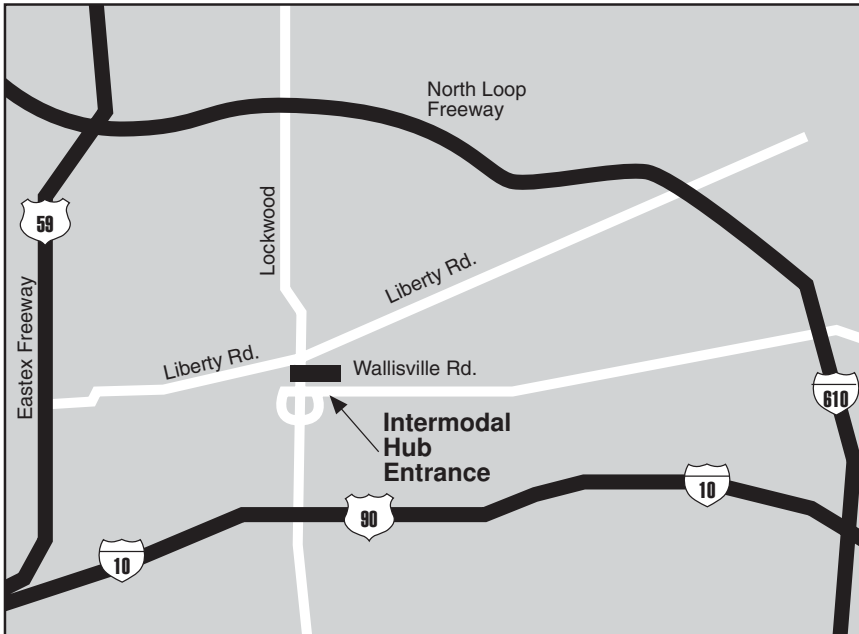 North Loop
Freeway
59
Lockwood
Liberty Rd.
Eastex Freeway
Liberty Rd.
Wallisville Rd.
610
Intermodal
Hub
Entrance
10
90
10